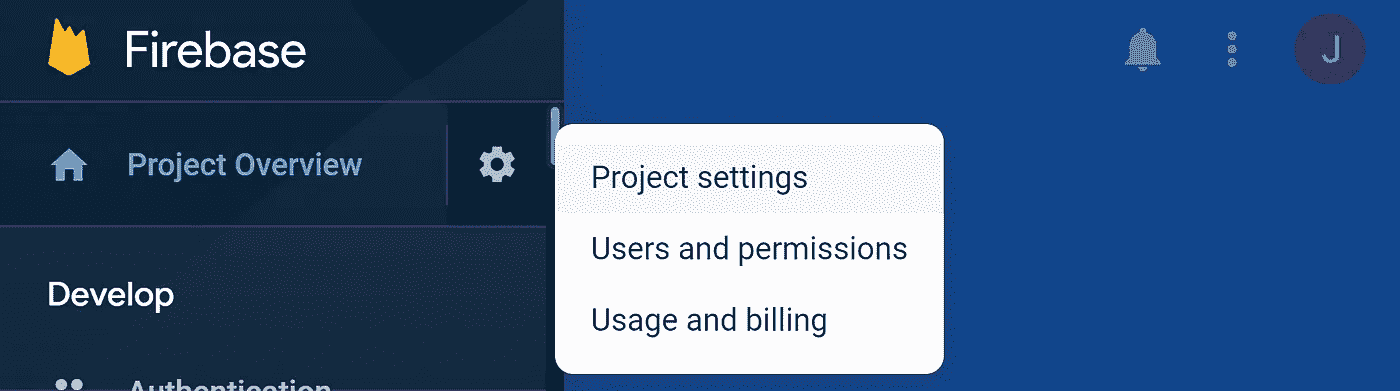 Firebase
J
Project Overview
Project settings
Users and permissions
Usage and billing
Develop
Authentication